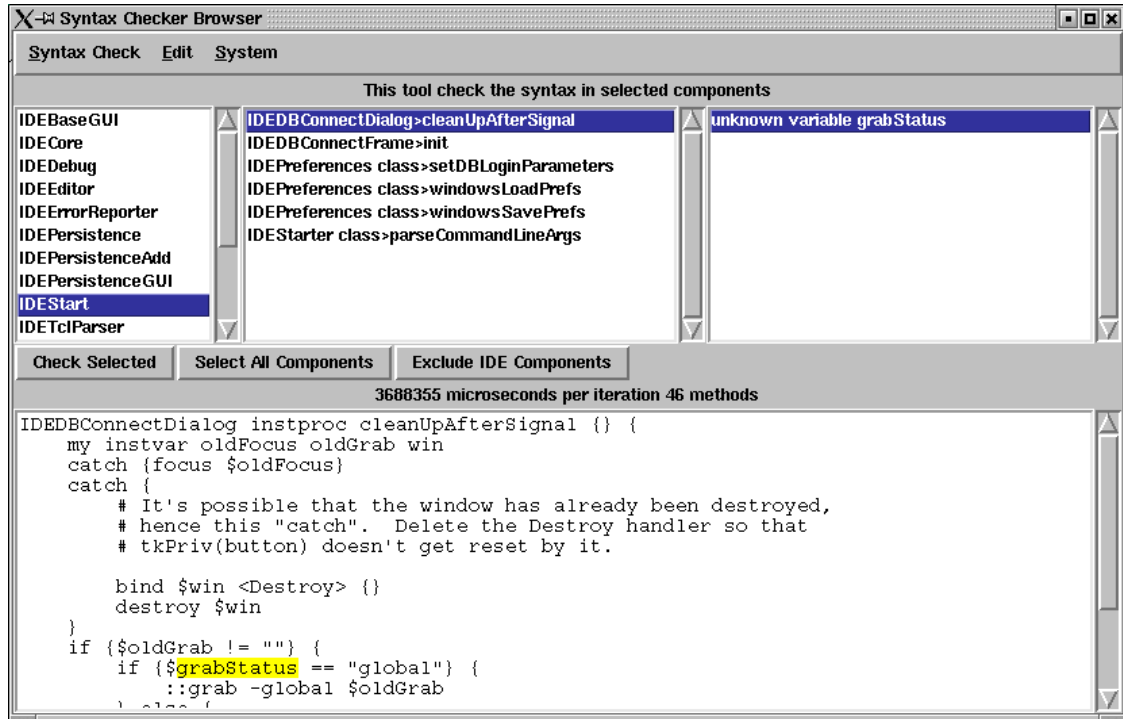 Syntax Checker Browser
Syntax Check Edit System
This tool check the syntax in selected components
IDEBaseGUI
IDECore
IDEDebug
IDEEditor
IDEErrorReporter
IDEPersistence
IDEPersistenceAdd
IDEPersistenceGUI
IDEStart
IDETclParser
IDEDBConnectDialog>cleanUpAfterSignal
IDEDBConnectFrame>init
IDEPreferences class>setDBLoginParameters
IDEPreferences class>windowsLoadPrefs
IDEPreferences class>windowsSavePrefs
IDEStarter class>parseCommandLineArgs
unknown variable grabStatus
Check Selected Select All Components Exclude IDE Components
3688355 microseconds per iteration 46 methods
IDEDBConnectDialog instproc cleanUpAfterSignal {} {
    my instvar oldFocus oldGrab win
    catch {focus $oldFocus}
    catch {
        # It's possible that the window has already been destroyed,
        # hence this "catch".  Delete the Destroy handler so that
        # tkPriv(button) doesn't get reset by it.
        bind $win <Destroy> {}
        destroy $win
    }
    if {$oldGrab != ""} {
        if {$grabStatus == "global"} {
            ::grab -global $oldGrab
        } else {